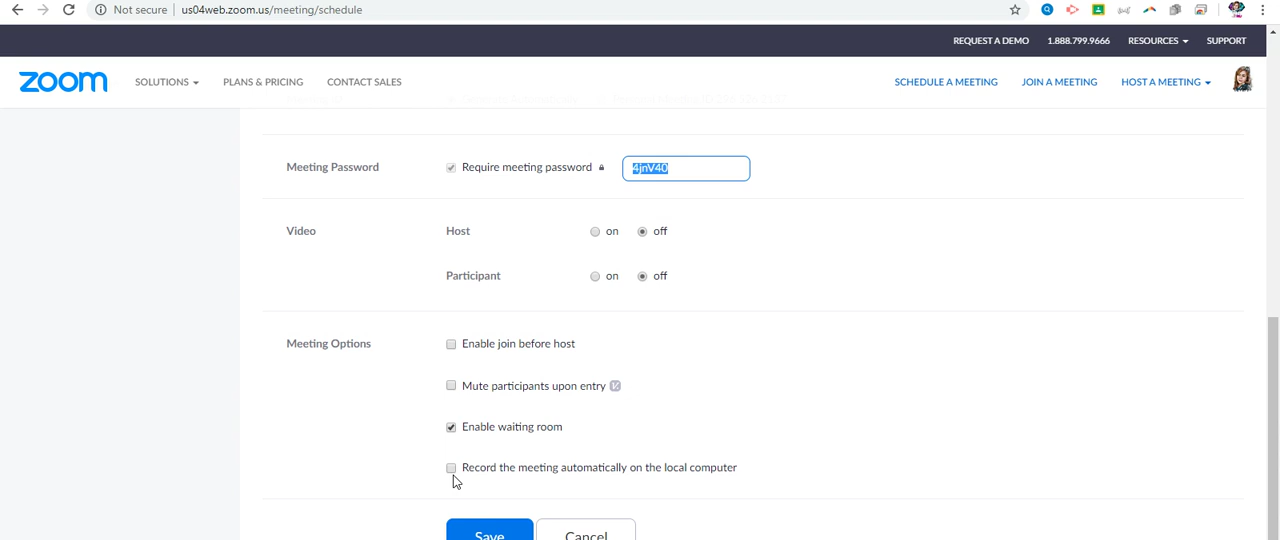 Not secure us04web.zoom.us/meeting/schedule
REQUEST A DEMO 1.888.799.9666 RESOURCES SUPPORT
zoom SOLUTIONS PLANS & PRICING CONTACT SALES SCHEDULE A MEETING JOIN A MEETING HOST A MEETING
Meeting Password Require meeting password 4jnV40
Video Host on off
Participant on off
Meeting Options Enable join before host
Mute participants upon entry
Enable waiting room
Record the meeting automatically on the local computer
Save Cancel